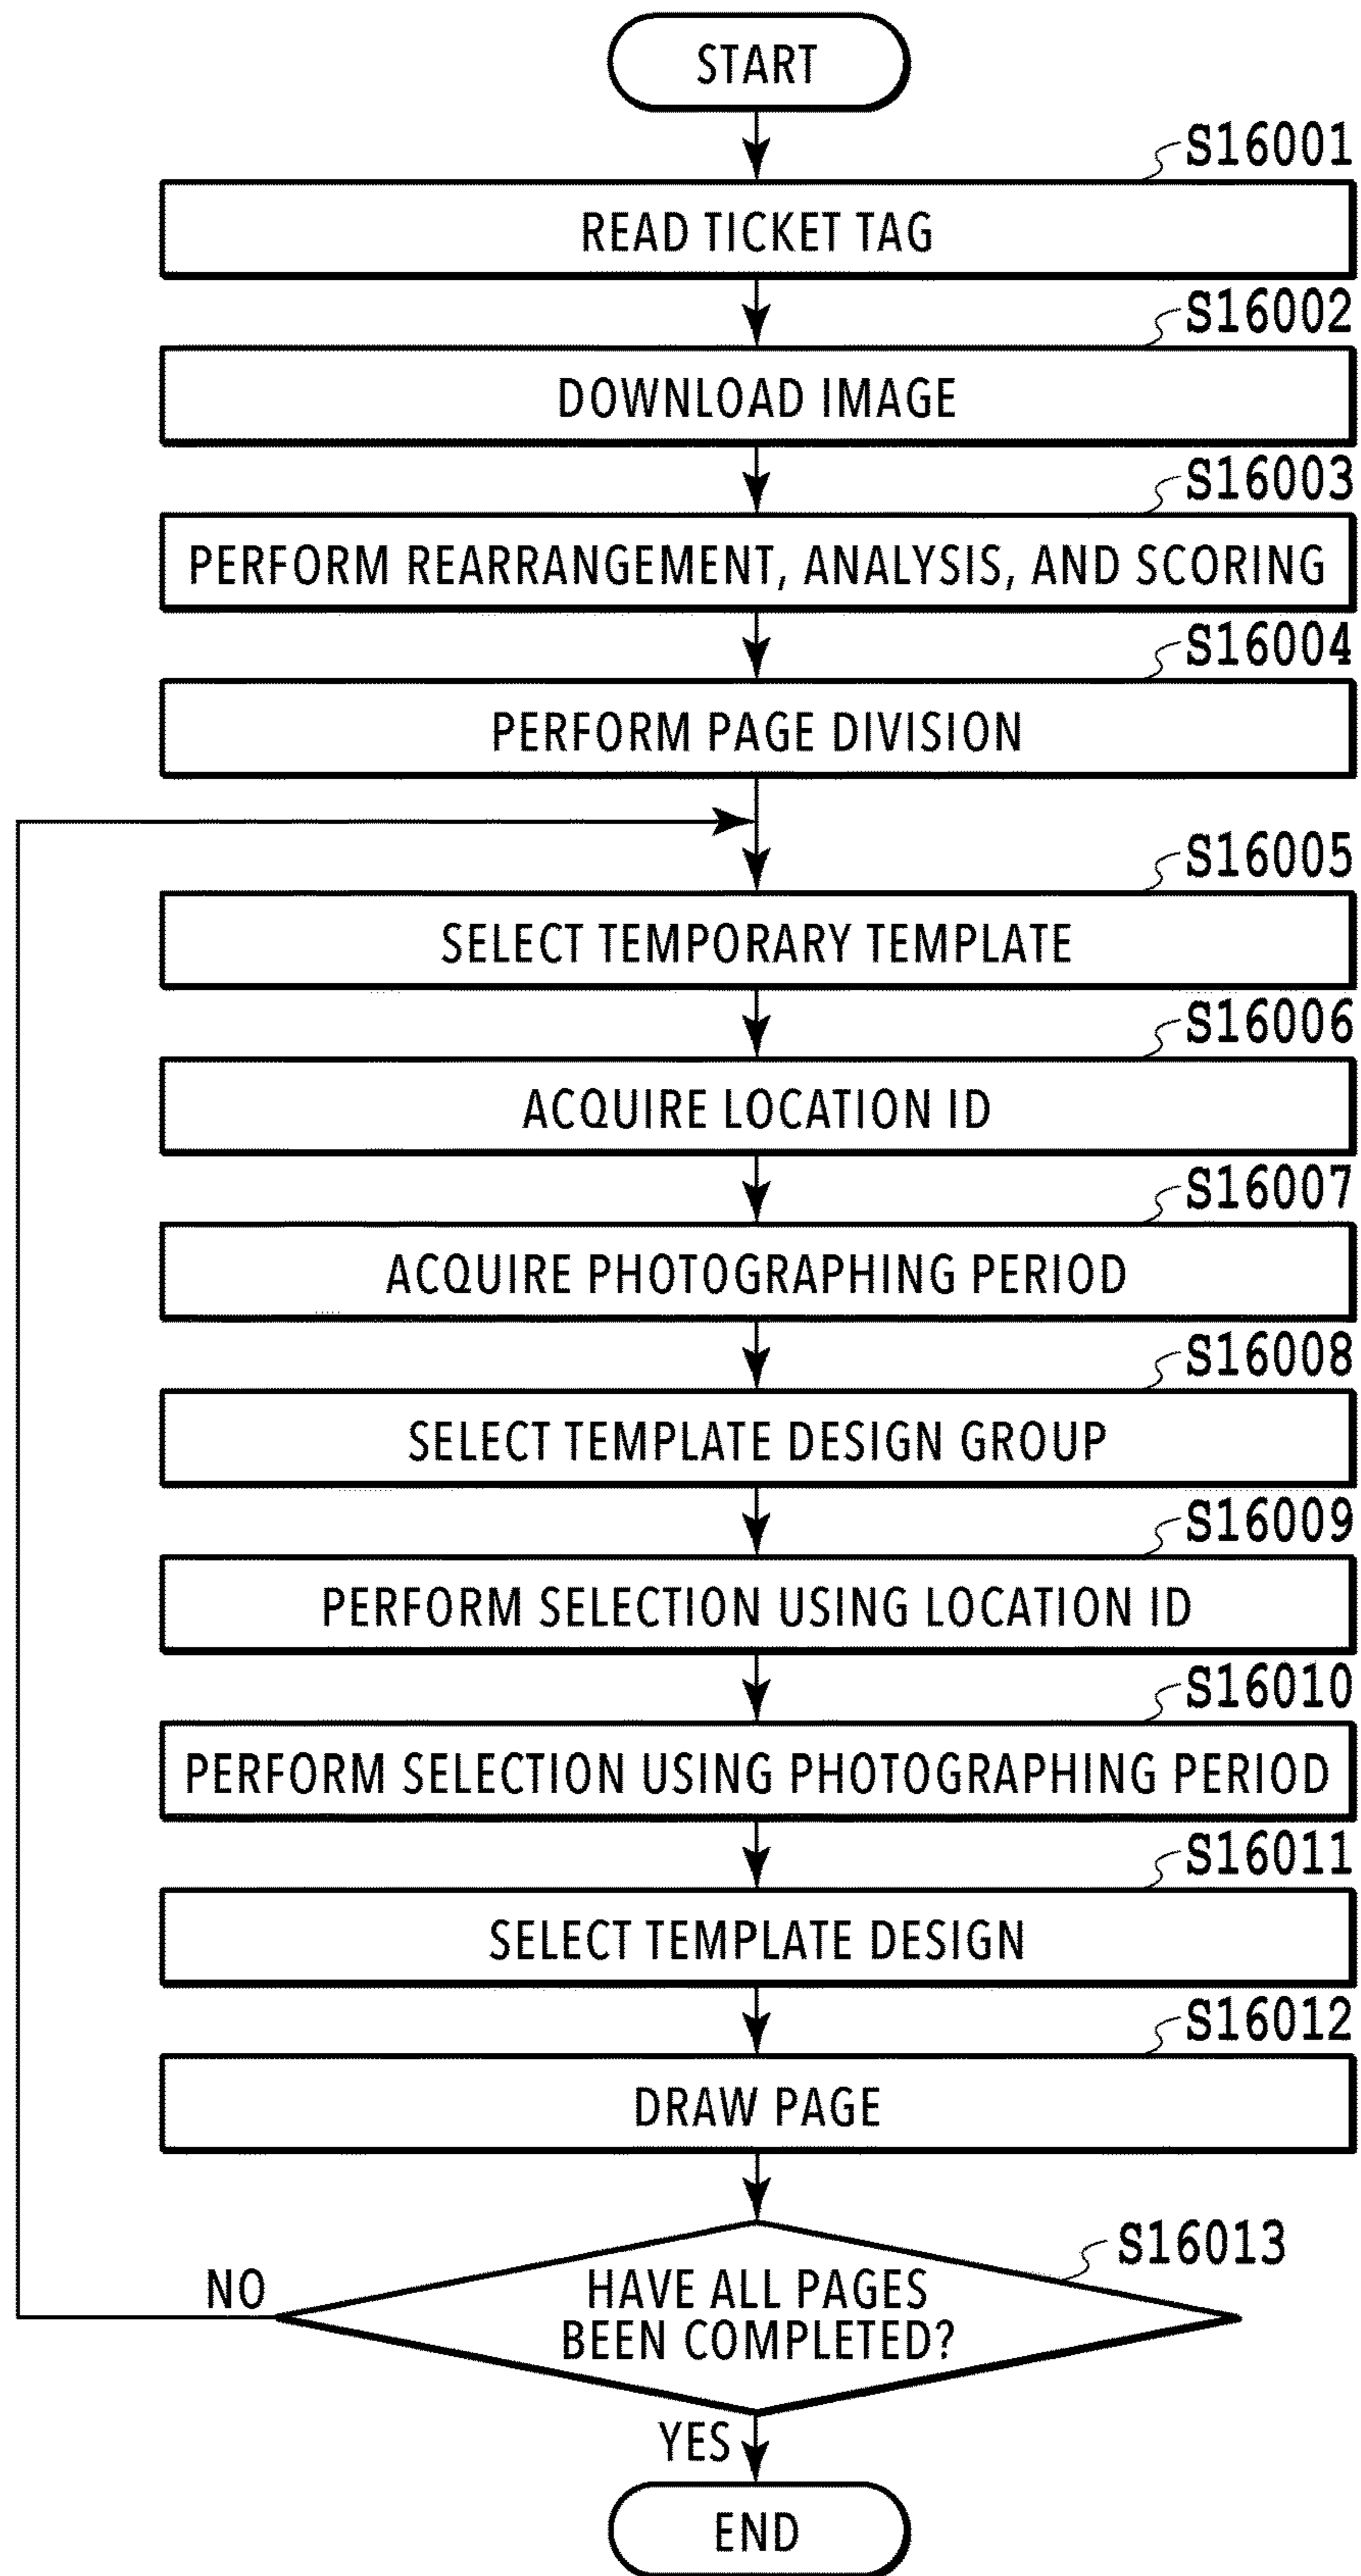 START
S16001
READ TICKET TAG
S16002
DOWNLOAD IMAGE
S16003
PERFORM REARRANGEMENT, ANALYSIS, AND SCORING
S16004
PERFORM PAGE DIVISION
S16005
SELECT TEMPORARY TEMPLATE
S16006
ACQUIRE LOCATION ID
S16007
ACQUIRE PHOTOGRAPHING PERIOD
S16008
SELECT TEMPLATE DESIGN GROUP
S16009
PERFORM SELECTION USING LOCATION ID
S16010
PERFORM SELECTION USING PHOTOGRAPHING PERIOD
S16011
SELECT TEMPLATE DESIGN
S16012
DRAW PAGE
S16013
NO
HAVE ALL PAGES
BEEN COMPLETED?
YES
END